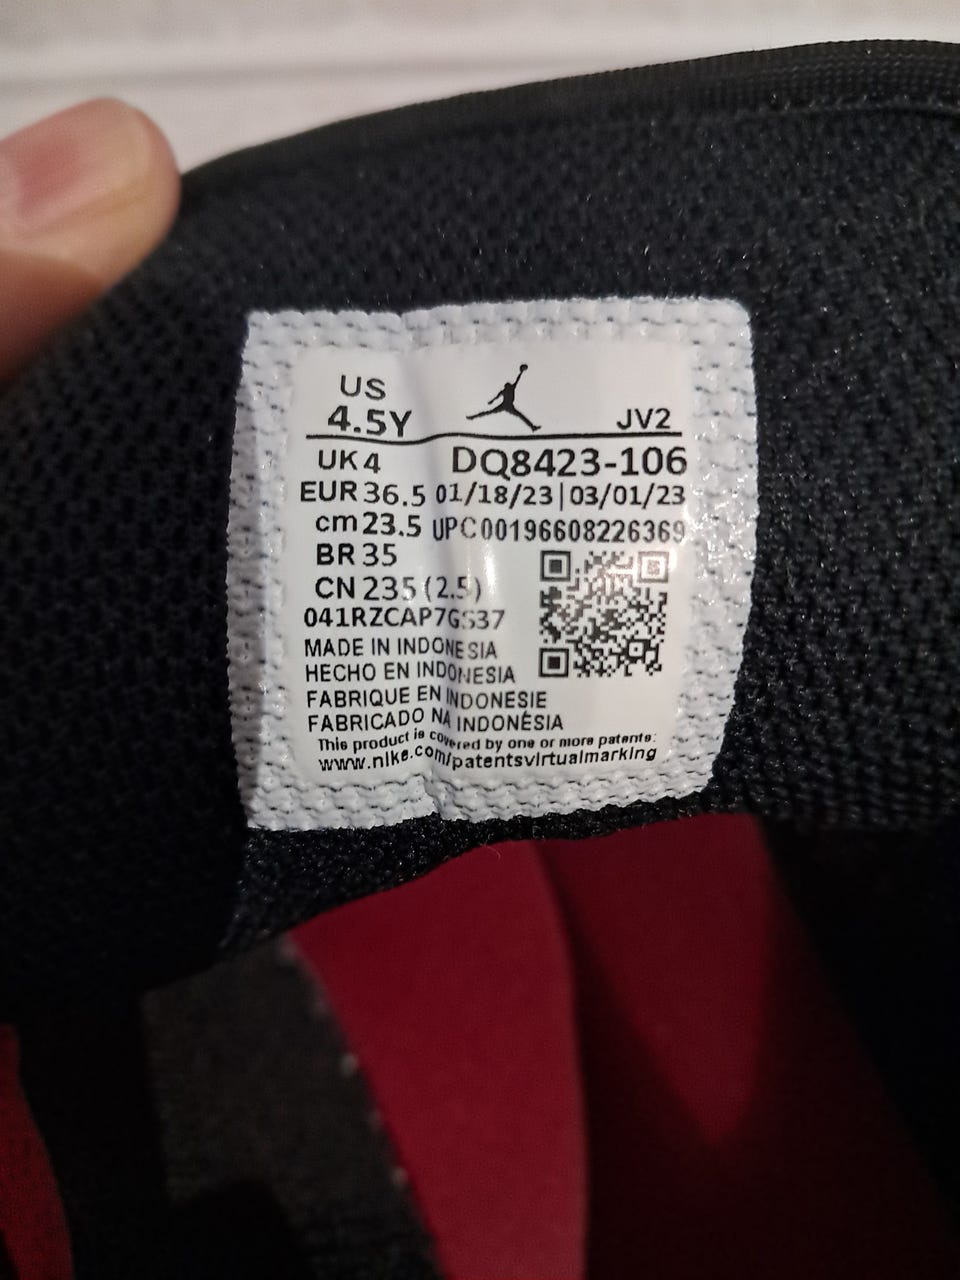 US
4.5Y JV2
UK 4 DQ8423-106
EUR 36.5 01/18/23|03/01/23
cm 23.5 UPC00196608226369
BR 35
CN 235 (2.5)
041RZCAP7GS37
MADE IN INDONESIA
HECHO EN INDONESIA
FABRIQUE EN INDONESIE
FABRICADO NA INDONÉSIA
This product is covered by one or more patents:
www.nike.com/patentsvirtualmarking